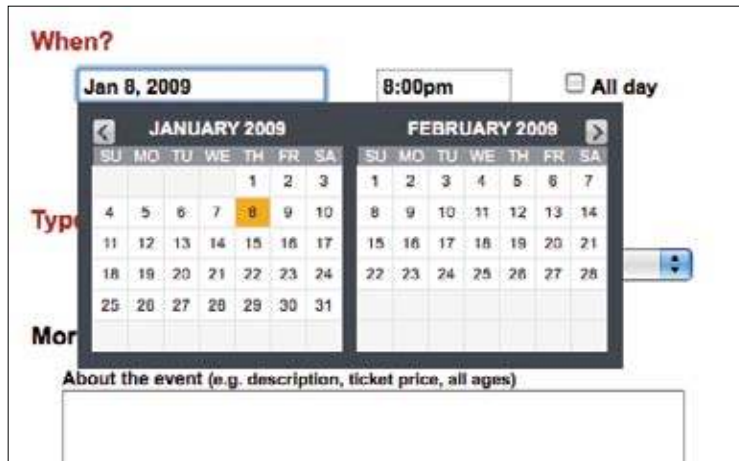 When?
Jan 8, 2009 8:00pm All day
JANUARY 2009 FEBRUARY 2009
SU MO TU WE TH FR SA SU MO TU WE TH FR SA
1 2 3 1 2 3 4 5 6 7
4 5 6 7 8 9 10 8 9 10 11 12 13 14
Typ
11 12 13 14 15 16 17 15 16 17 18 19 20 21
18 19 20 21 22 23 24 22 23 24 25 26 27 28
25 26 27 28 29 30 31
Mor
About the event (e.g. description, ticket price, all ages)